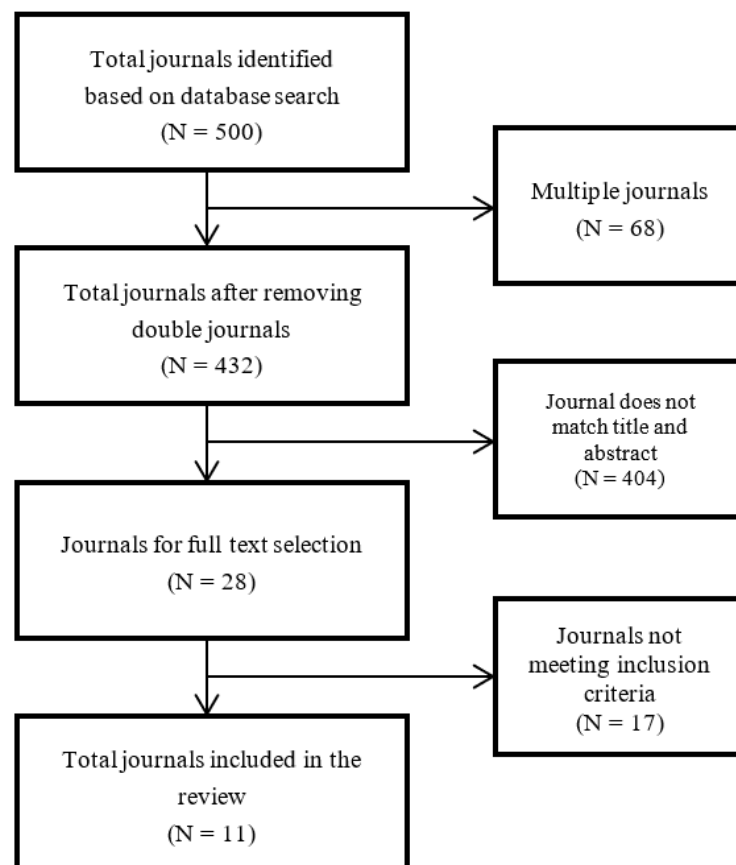 Total journals identified
based on database search
(N = 500)
Multiple journals
(N = 68)
Total journals after removing
double journals
(N = 432)
Journal does not
match title and
abstract
(N = 404)
Journals for full text selection
(N = 28)
Journals not
meeting inclusion
criteria
(N = 17)
Total journals included in the
review
(N = 11)